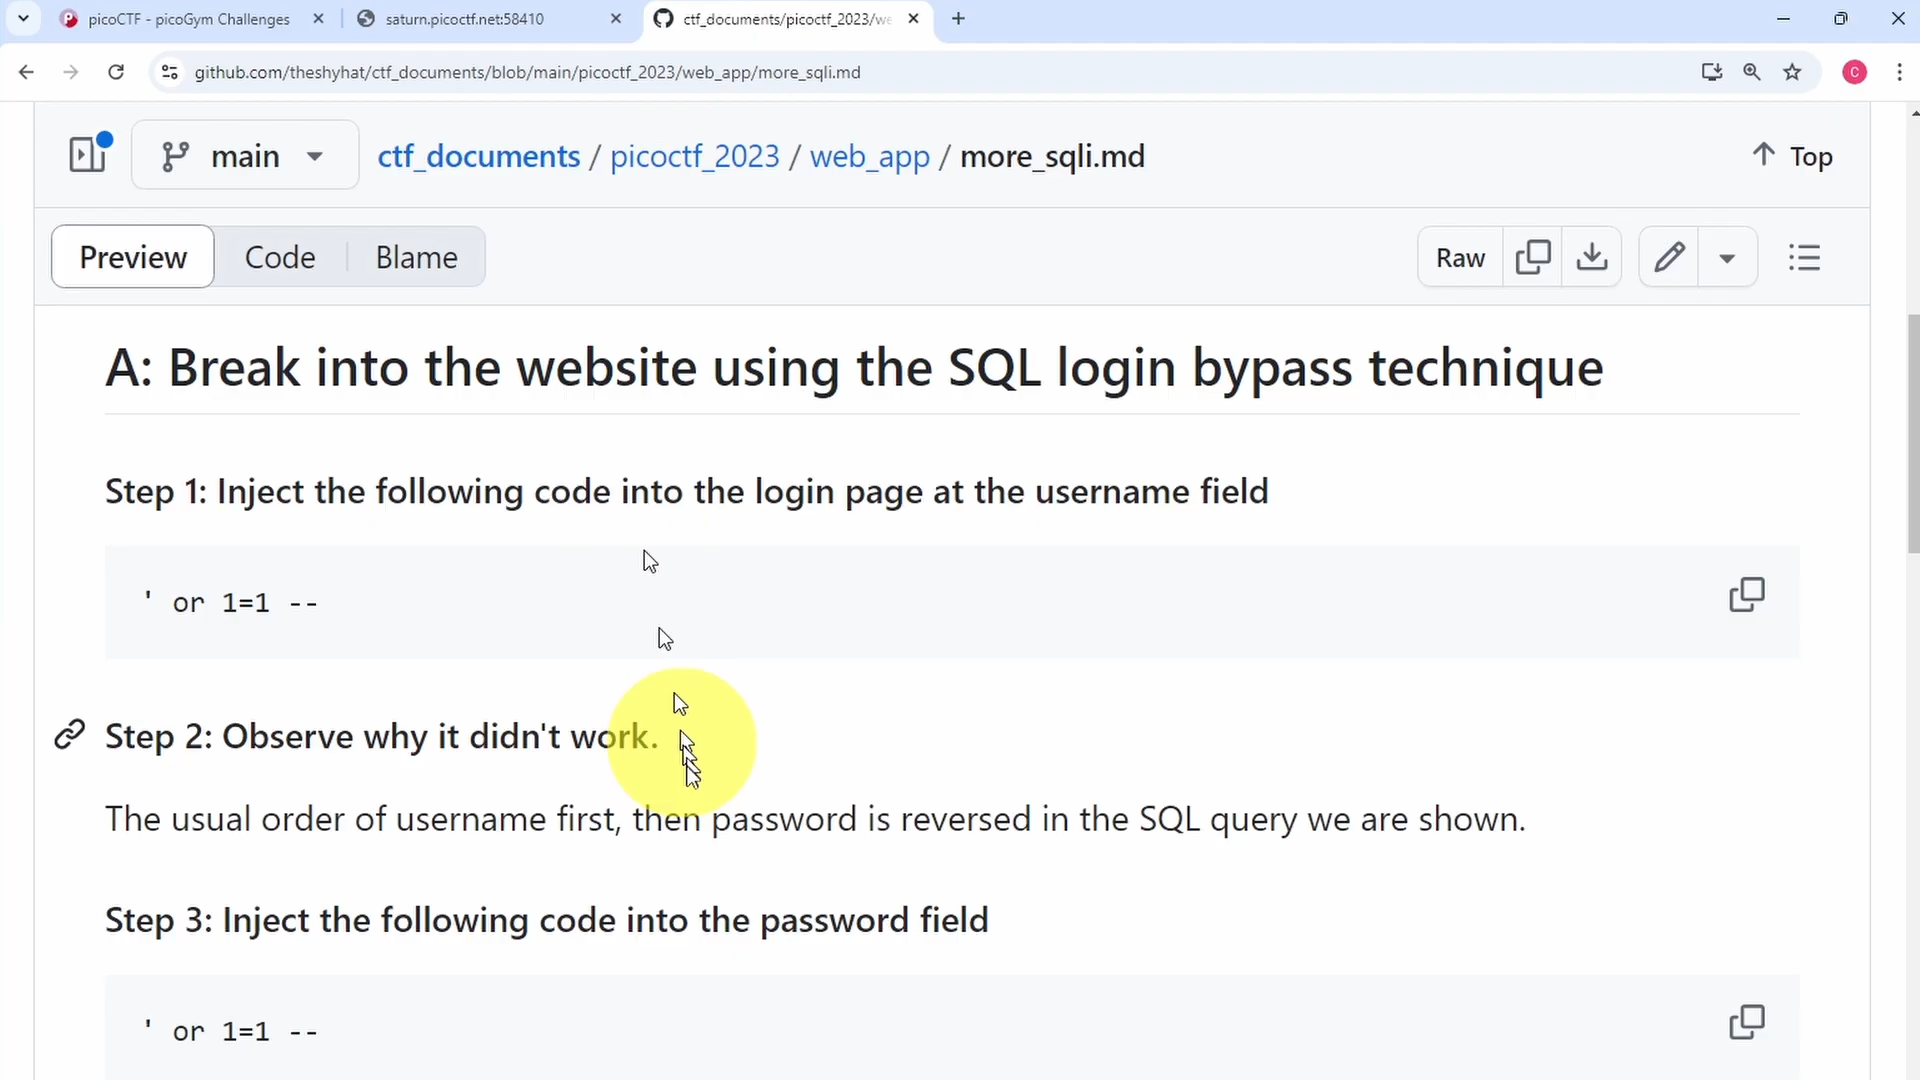 picoCTF - picoGym Challenges
saturn.picoctf.net:58410
ctf_documents/picoctf_2023/we
github.com/theshyhat/ctf_documents/blob/main/picoctf_2023/web_app/more_sqli.md
C
main
ctf_documents / picoctf_2023 / web_app / more_sqli.md
Top
Preview
Code
Blame
Raw
A: Break into the website using the SQL login bypass technique
Step 1: Inject the following code into the login page at the username field
' or 1=1 --
Step 2: Observe why it didn't work.
The usual order of username first, then password is reversed in the SQL query we are shown.
Step 3: Inject the following code into the password field
' or 1=1 --